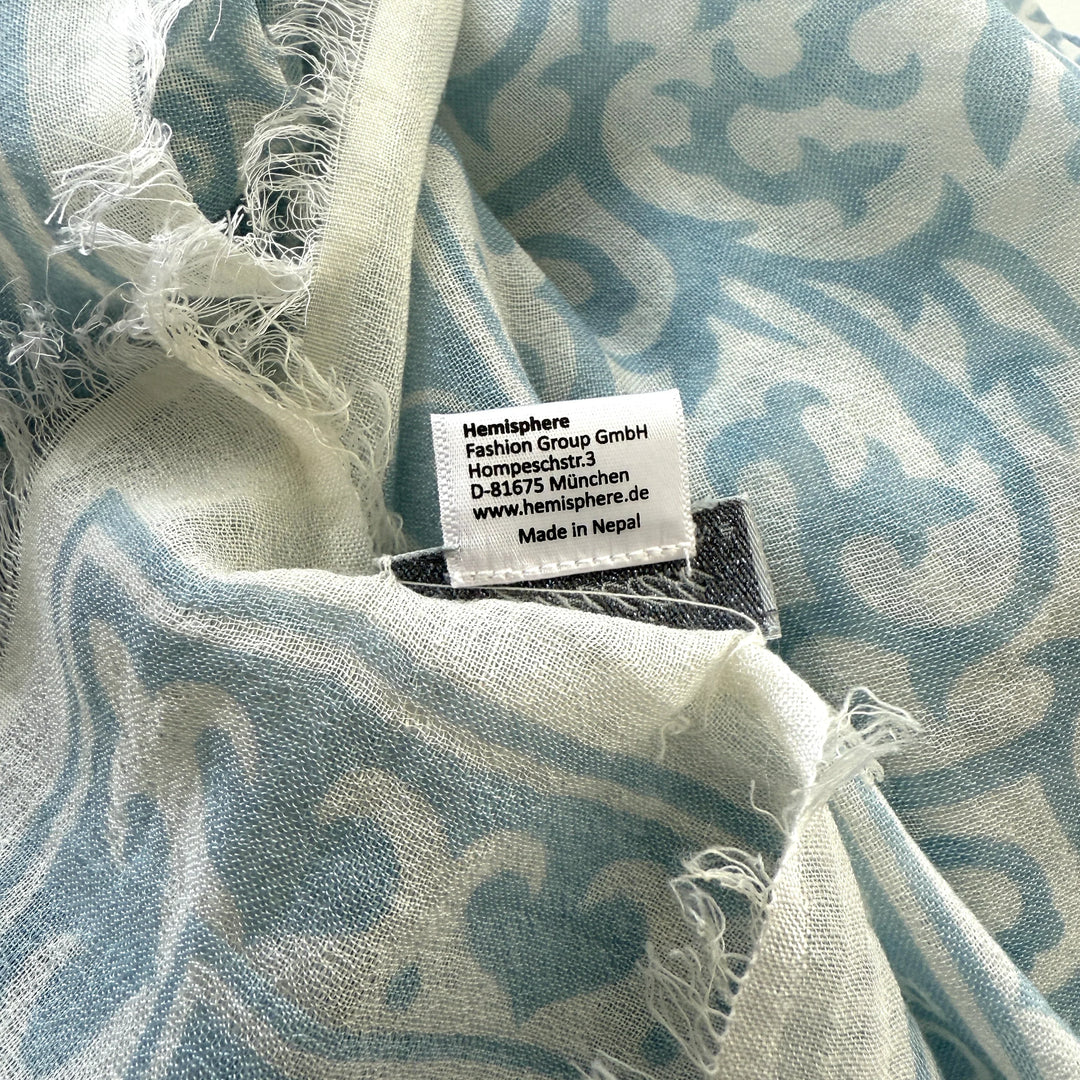 Hemisphere
Fashion Group GmbH
Hompeschstr.3
D-81675 München
www.hemisphere.de
Made in Nepal